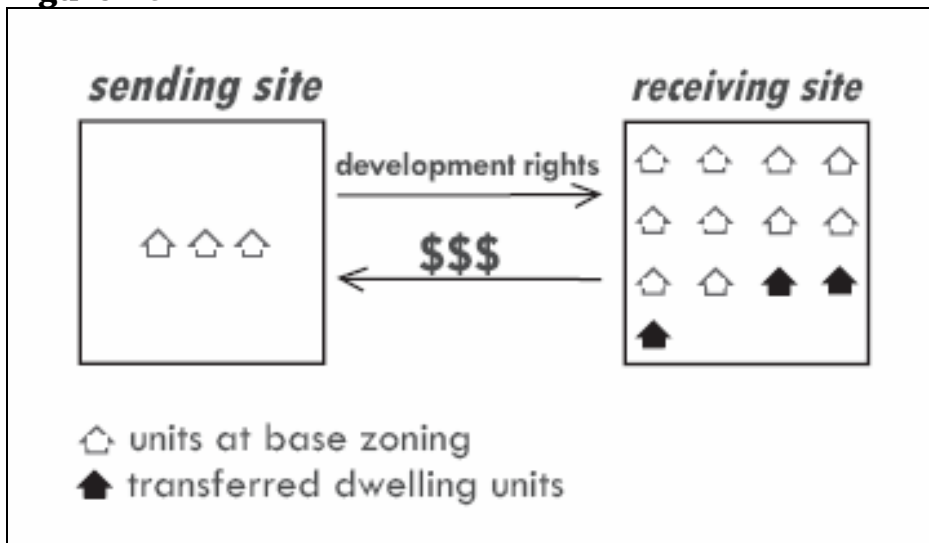 sending site
receiving site
development rights
$$$
units at base zoning
transferred dwelling units